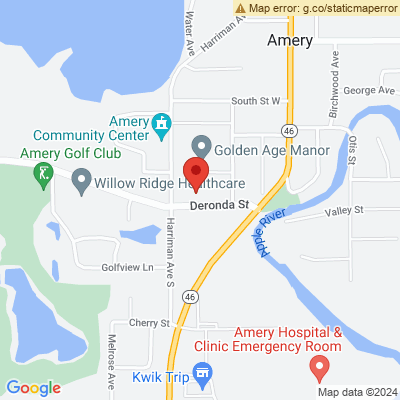 Map error: g.co/staticmaperror
Water Ave
Harriman Ave
Amery
Birchwood Ave
George Ave
South St W
Amery
Community Center
46
Otis St
Golden Age Manor
Amery Golf Club
Willow Ridge Healthcare
Deronda St
Apple River
Valley St
Harriman Ave S
Golfview Ln
46
Cherry St
Melrose Ave
Amery Hospital &
Clinic Emergency Room
Kwik Trip
Google
Map data ©2024